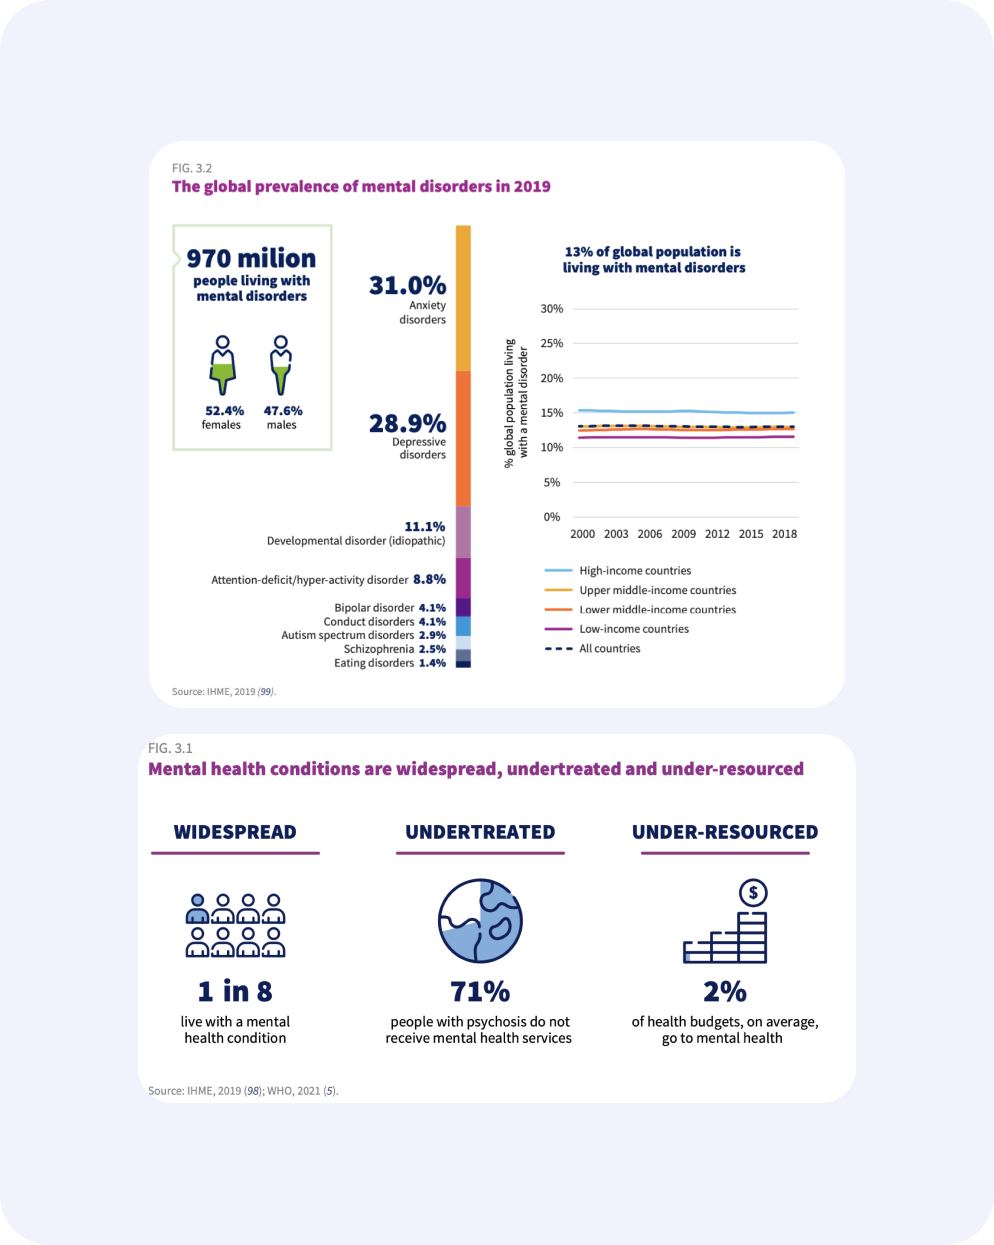 FIG. 3.2
The global prevalence of mental disorders in 2019
970 milion
people living with
mental disorders
52.4%
females
47.6%
males
31.0%
Anxiety
disorders
28.9%
Depressive
disorders
11.1%
Developmental disorder (idiopathic)
Attention-deficit/hyper-activity disorder 8.8%
Bipolar disorder 4.1%
Conduct disorders 4.1%
Autism spectrum disorders 2.9%
Schizophrenia 2.5%
Eating disorders 1.4%
13% of global population is
living with mental disorders
% global population living
with a mental disorder
30%
25%
20%
15%
10%
5%
0%
2000 2003 2006 2009 2012 2015 2018
High-income countries
Upper middle-income countries
Lower middle-income countries
Low-income countries
All countries
Source: IHME, 2019 (99).
FIG. 3.1
Mental health conditions are widespread, undertreated and under-resourced
WIDESPREAD
1 in 8
live with a mental
health condition
UNDERTREATED
71%
people with psychosis do not
receive mental health services
UNDER-RESOURCED
$
2%
of health budgets, on average,
go to mental health
Source: IHME, 2019 (98); WHO, 2021 (5).